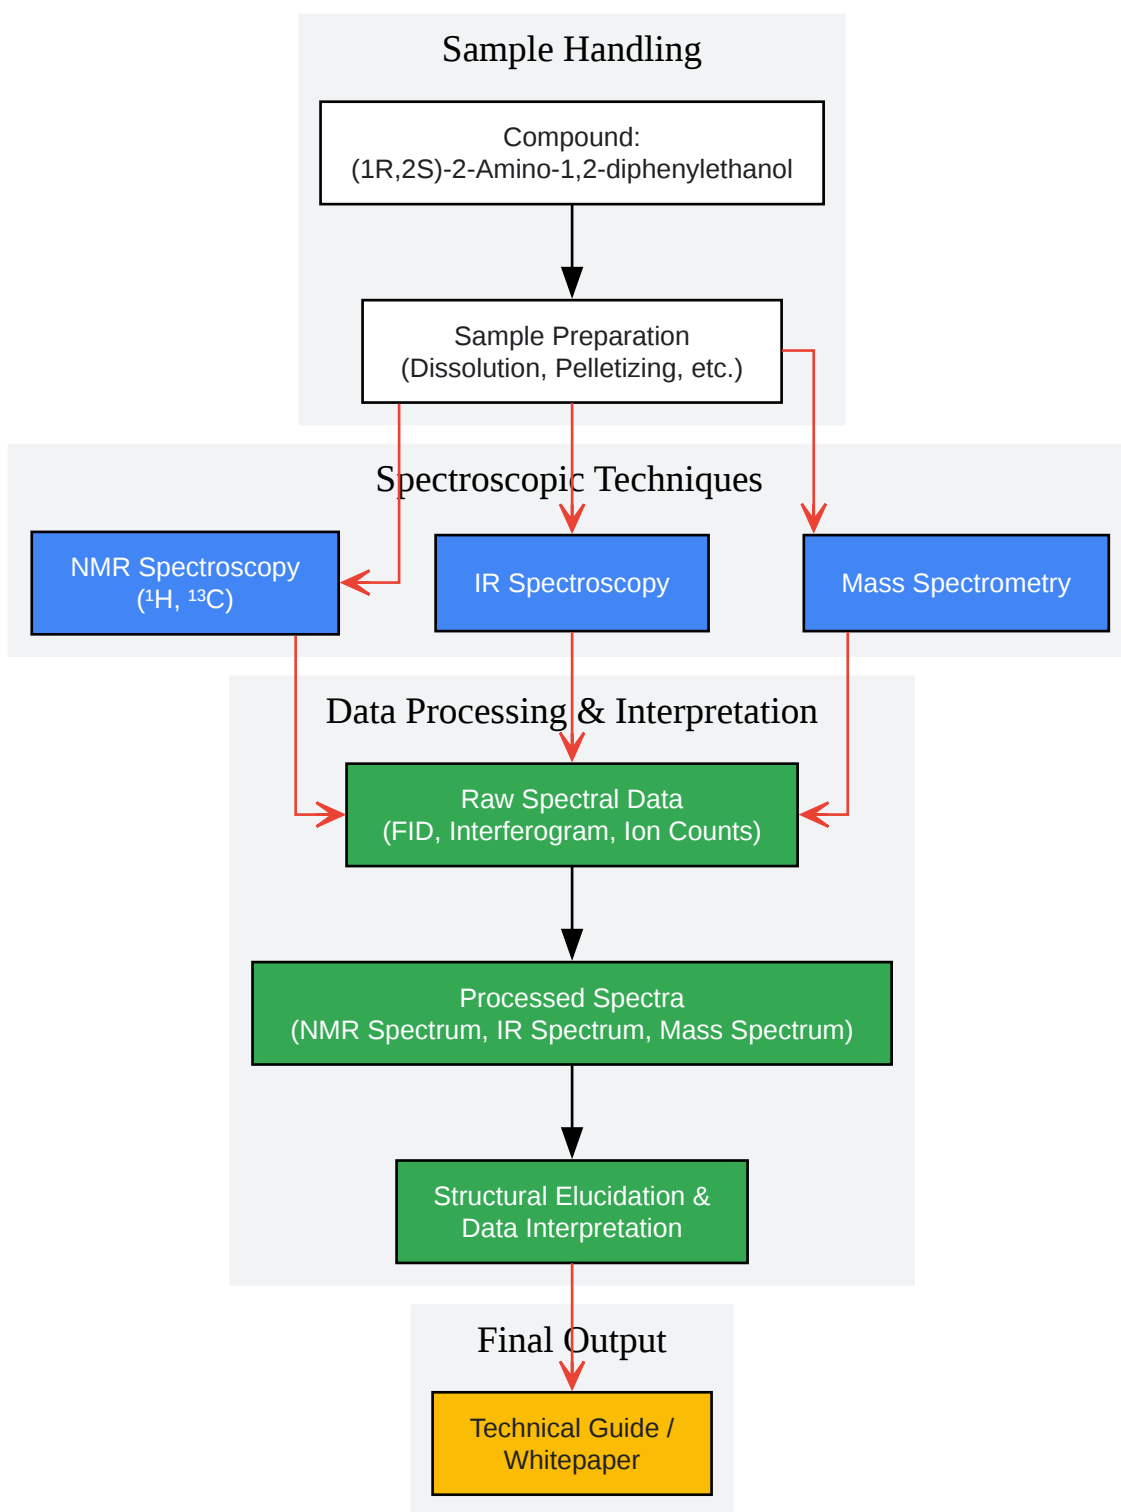 Sample Handling
Compound:
(1R,2S)-2-Amino-1,2-diphenylethanol
Sample Preparation
(Dissolution, Pelletizing, etc.)
Spectroscopic Techniques
NMR Spectroscopy
(¹H, ¹³C)
IR Spectroscopy
Mass Spectrometry
Data Processing & Interpretation
Raw Spectral Data
(FID, Interferogram, Ion Counts)
Processed Spectra
(NMR Spectrum, IR Spectrum, Mass Spectrum)
Structural Elucidation &
Data Interpretation
Final Output
Technical Guide /
Whitepaper